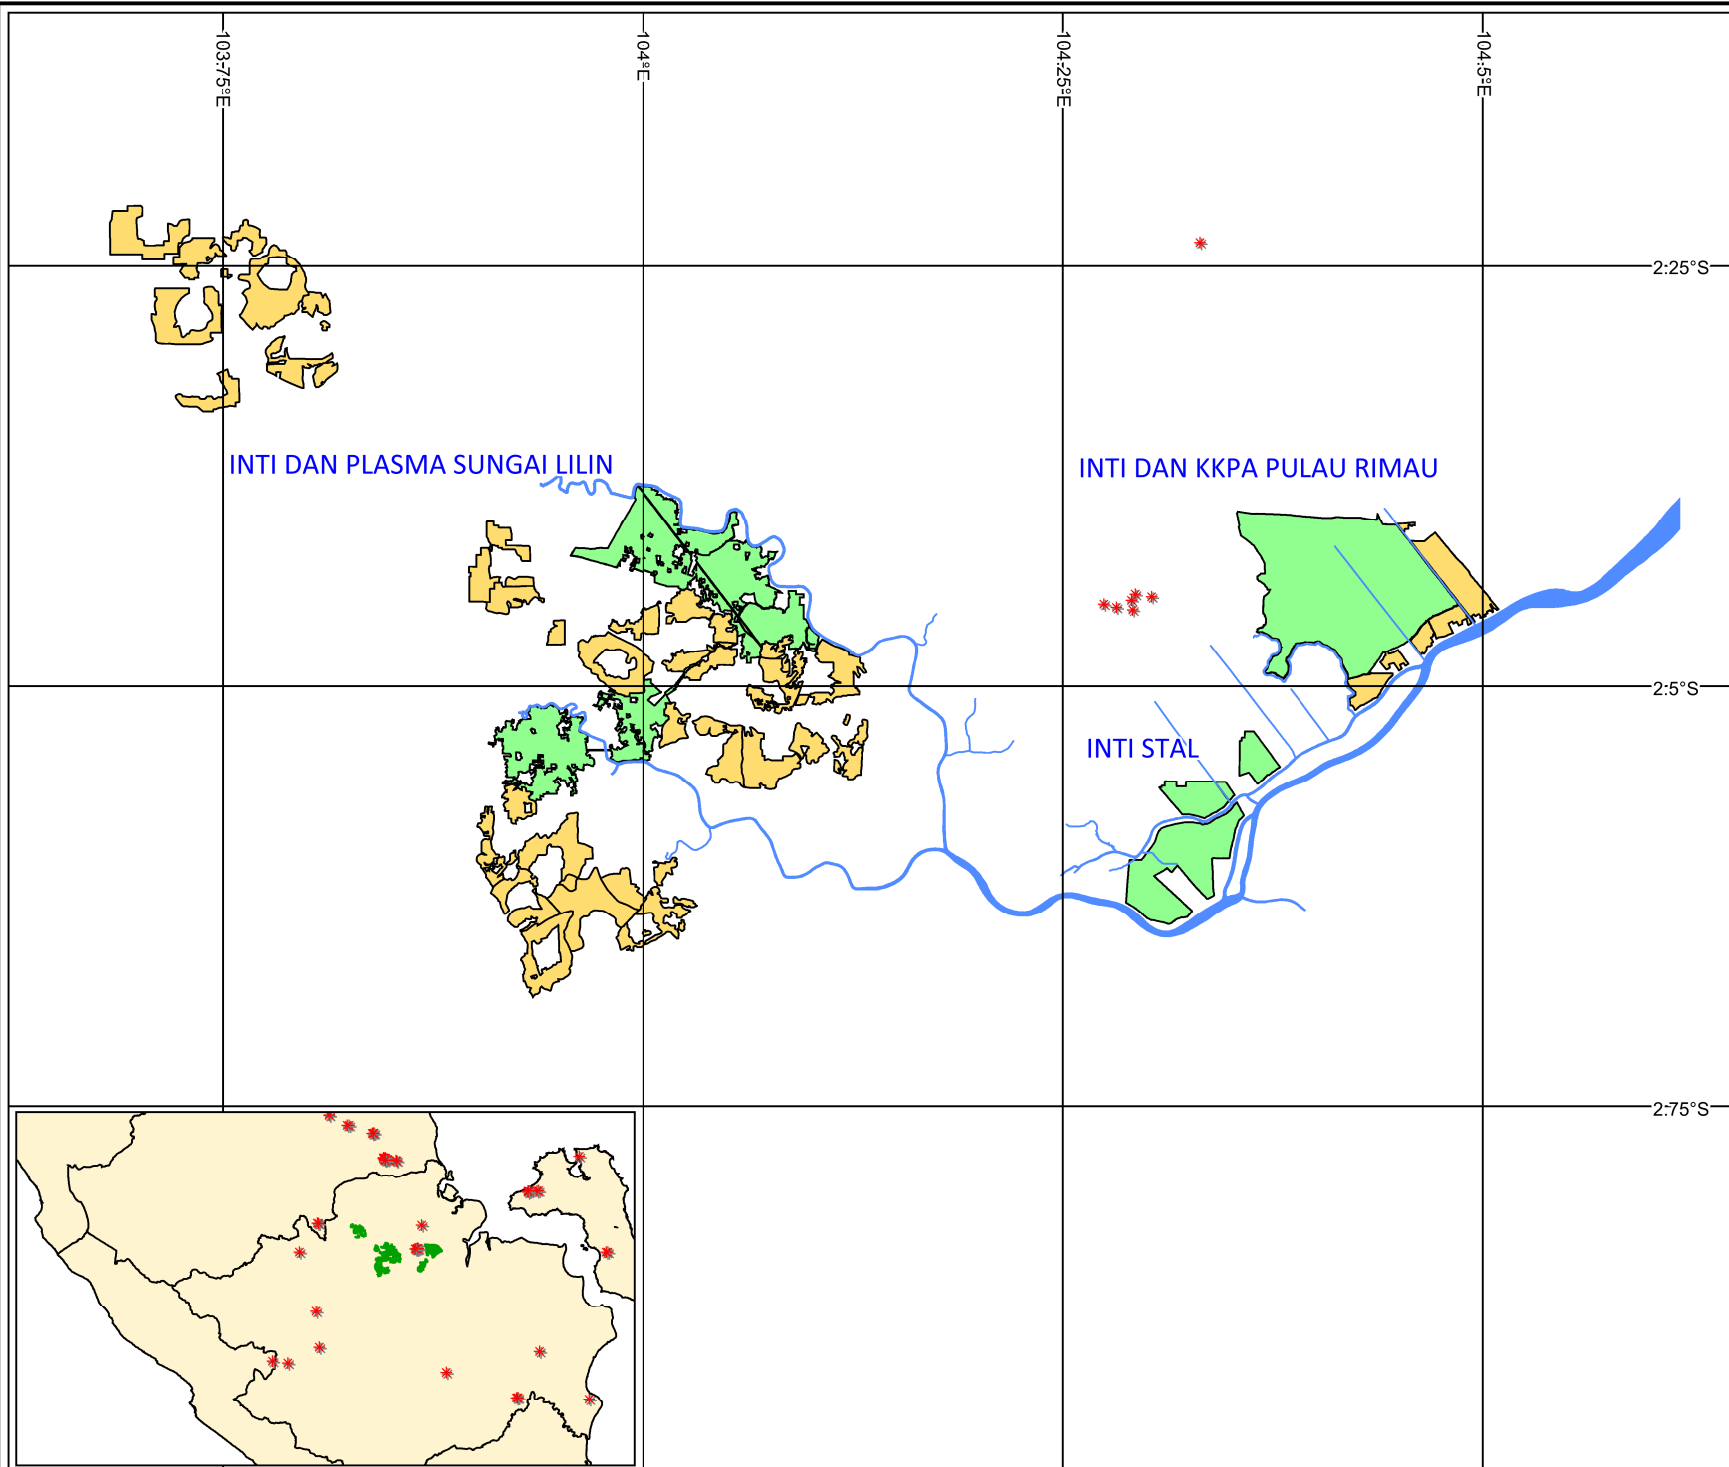 103:75°E
104°E
104:25°E
104:5°E
2:25°S
INTI DAN PLASMA SUNGAI LILIN
INTI DAN KKPA PULAU RIMAU
2:5°S
INTI STAL
2:75°S